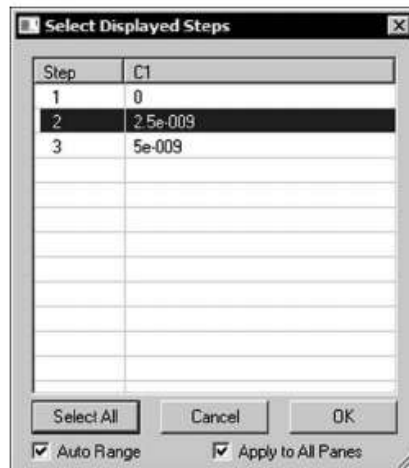 Select Displayed Steps
Step C1
1 0
2 2.5e-009
3 5e-009
Select All Cancel OK
Auto Range Apply to All Panes